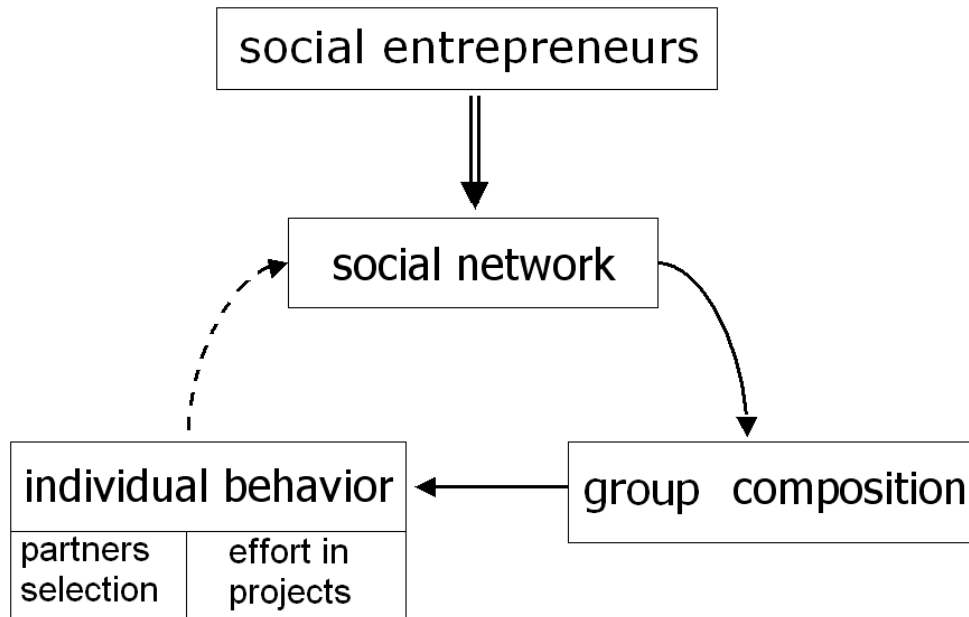 social entrepreneurs
social network
individual behavior
partners
selection
effort in
projects
group composition